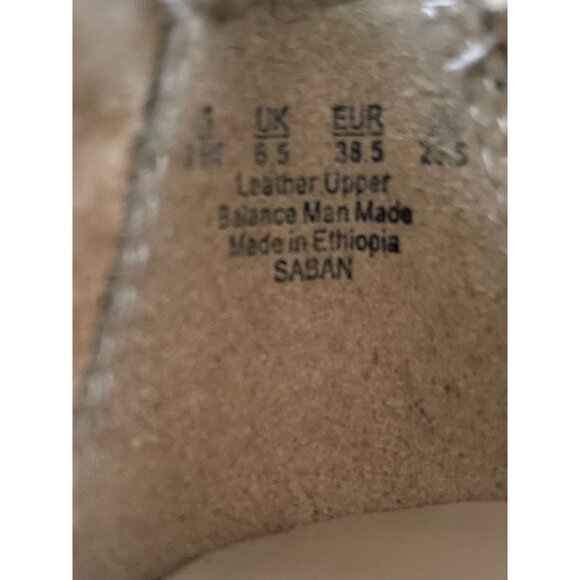 UK EUR
6.5 38.5
Leather Upper
Balance Man Made
Made in Ethiopia
SABAN